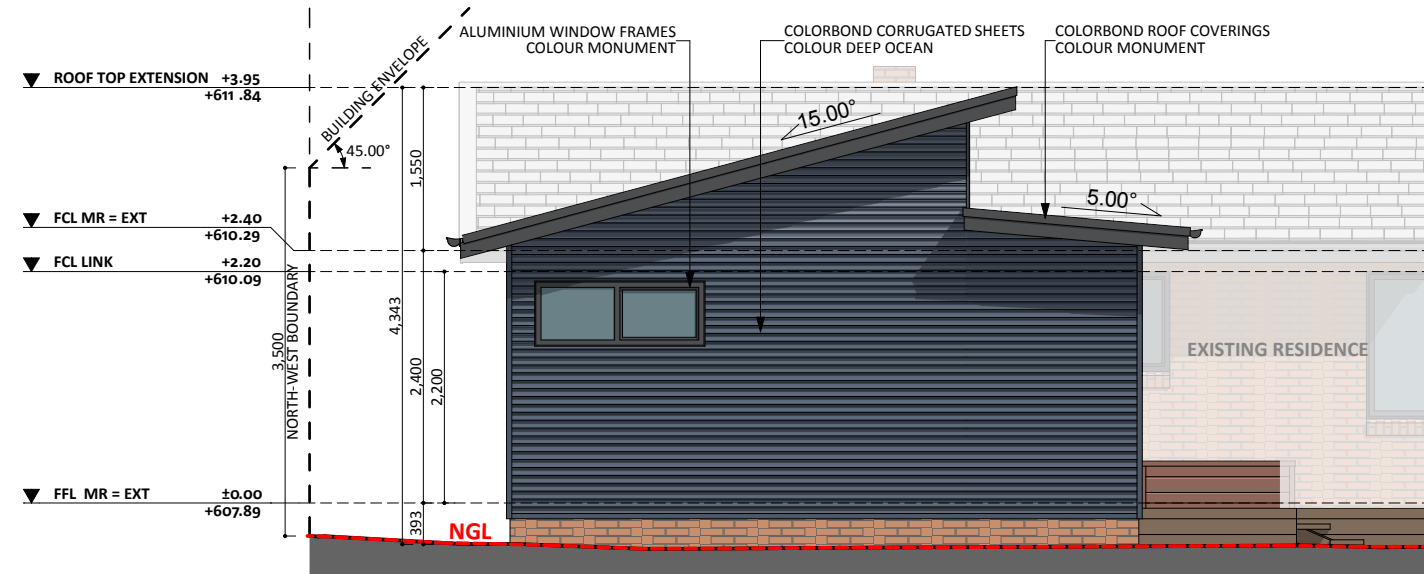 ALUMINIUM WINDOW FRAMES
COLOUR MONUMENT
COLORBOND CORRUGATED SHEETS
COLOUR DEEP OCEAN
COLORBOND ROOF COVERINGS
COLOUR MONUMENT
ROOF TOP EXTENSION +3.95
+611.84
BUILDING ENVELOPE
45.00°
15.00°
5.00°
1,550
FCL MR = EXT +2.40
+610.29
FCL LINK +2.20
+610.09
NORTH-WEST BOUNDARY
3,500
4,343
2,400
2,200
EXISTING RESIDENCE
FFL MR = EXT ±0.00
+607.89
393
NGL